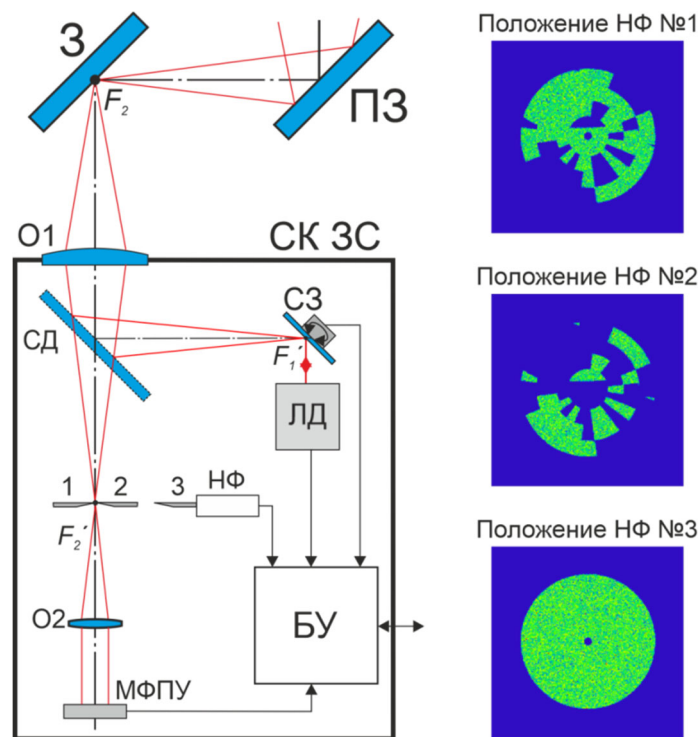 З
F₂
ПЗ
О1
СК ЗС
СД
СЗ
F₁′
ЛД
1
2
3
НФ
F₂′
О2
БУ
МФПУ
Положение НФ №1
Положение НФ №2
Положение НФ №3